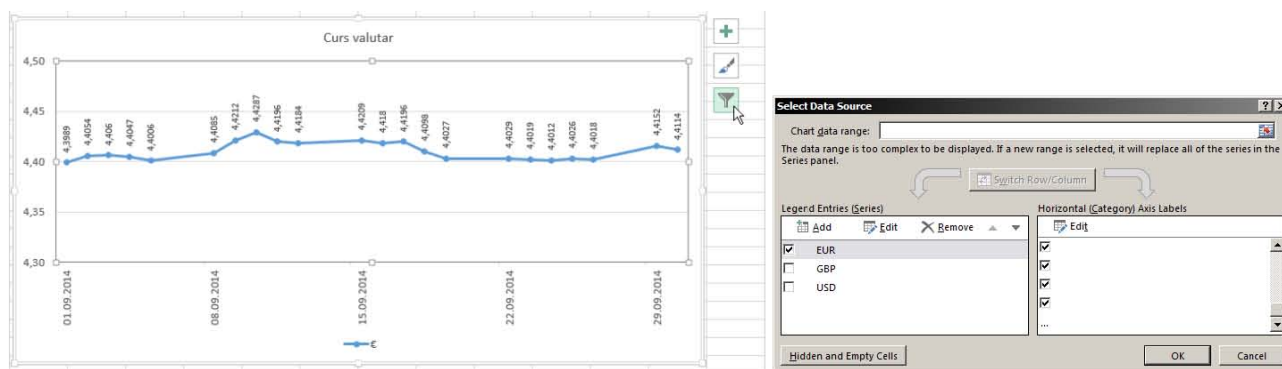 Curs valutar
4,50
4,45
4,40
4,35
4,30
4,3989
4,4054
4,406
4,4047
4,4006
4,4085
4,4212
4,4287
4,4196
4,4184
4,4209
4,418
4,4196
4,4098
4,4027
4,4029
4,4019
4,4012
4,4026
4,4018
4,4152
4,4114
01.09.2014
08.09.2014
15.09.2014
22.09.2014
29.09.2014
€
Select Data Source
Chart data range:
The data range is too complex to be displayed. If a new range is selected, it will replace all of the series in the
Series panel.
Switch Row/Column
Legend Entries (Series)
Add Edit Remove
EUR
GBP
USD
Horizontal (Category) Axis Labels
Edit
...
Hidden and Empty Cells
OK Cancel